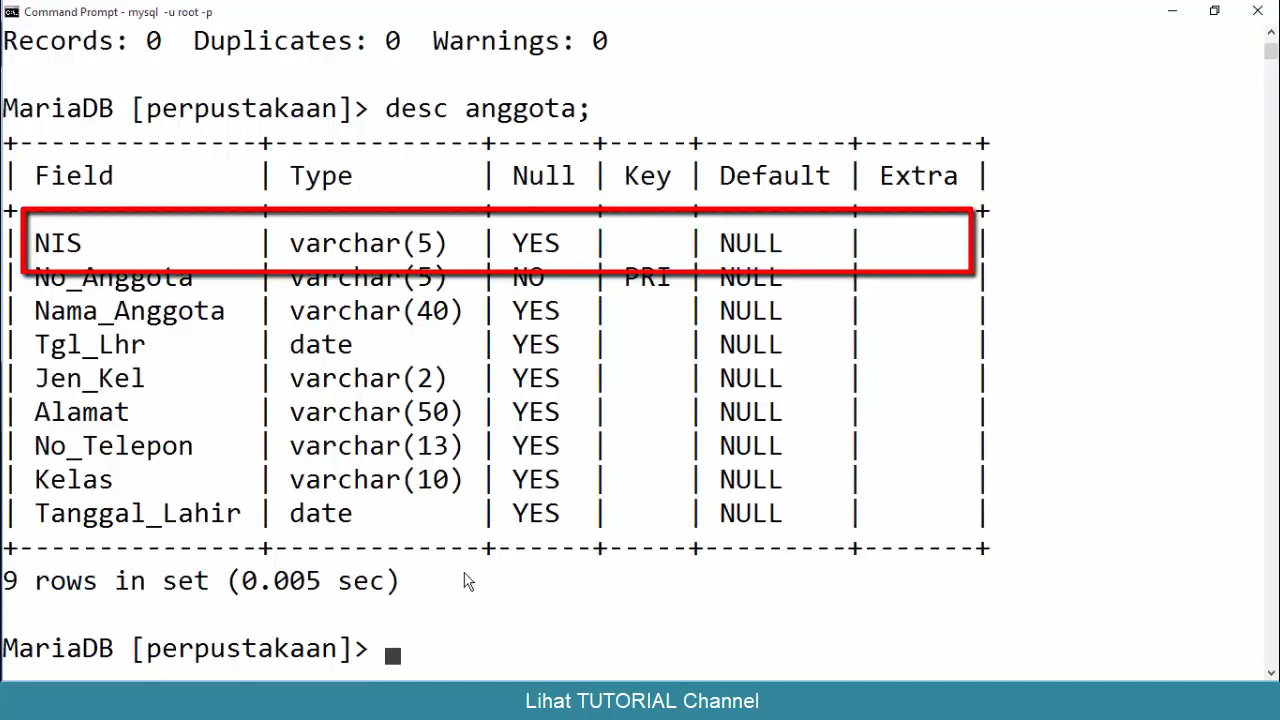 Command Prompt - mysql -u root -p
Records: 0  Duplicates: 0  Warnings: 0
MariaDB [perpustakaan]> desc anggota;
+---------------+-------------+------+-----+---------+-------+
| Field         | Type        | Null | Key | Default | Extra |
+---------------+-------------+------+-----+---------+-------+
| NIS           | varchar(5)  | YES  |     | NULL    |       |
| No_Anggota    | varchar(5)  | NO   | PRI | NULL    |       |
| Nama_Anggota  | varchar(40) | YES  |     | NULL    |       |
| Tgl_Lhr       | date        | YES  |     | NULL    |       |
| Jen_Kel       | varchar(2)  | YES  |     | NULL    |       |
| Alamat        | varchar(50) | YES  |     | NULL    |       |
| No_Telepon    | varchar(13) | YES  |     | NULL    |       |
| Kelas         | varchar(10) | YES  |     | NULL    |       |
| Tanggal_Lahir | date        | YES  |     | NULL    |       |
+---------------+-------------+------+-----+---------+-------+
9 rows in set (0.005 sec)
MariaDB [perpustakaan]>
Lihat TUTORIAL Channel